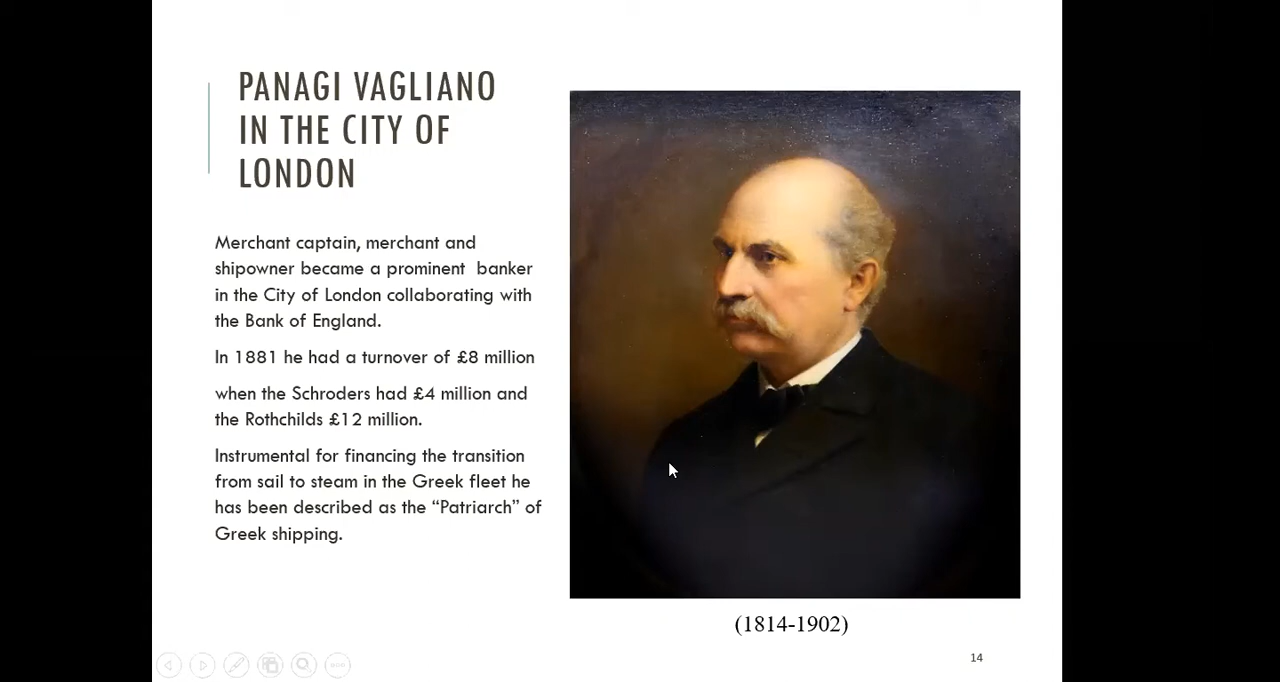 PANAGI VAGLIANO
IN THE CITY OF
LONDON
Merchant captain, merchant and
shipowner became a prominent  banker
in the City of London collaborating with
the Bank of England.
In 1881 he had a turnover of £8 million
when the Schroders had £4 million and
the Rothchilds £12 million.
Instrumental for financing the transition
from sail to steam in the Greek fleet he
has been described as the “Patriarch” of
Greek shipping.
(1814-1902)
14